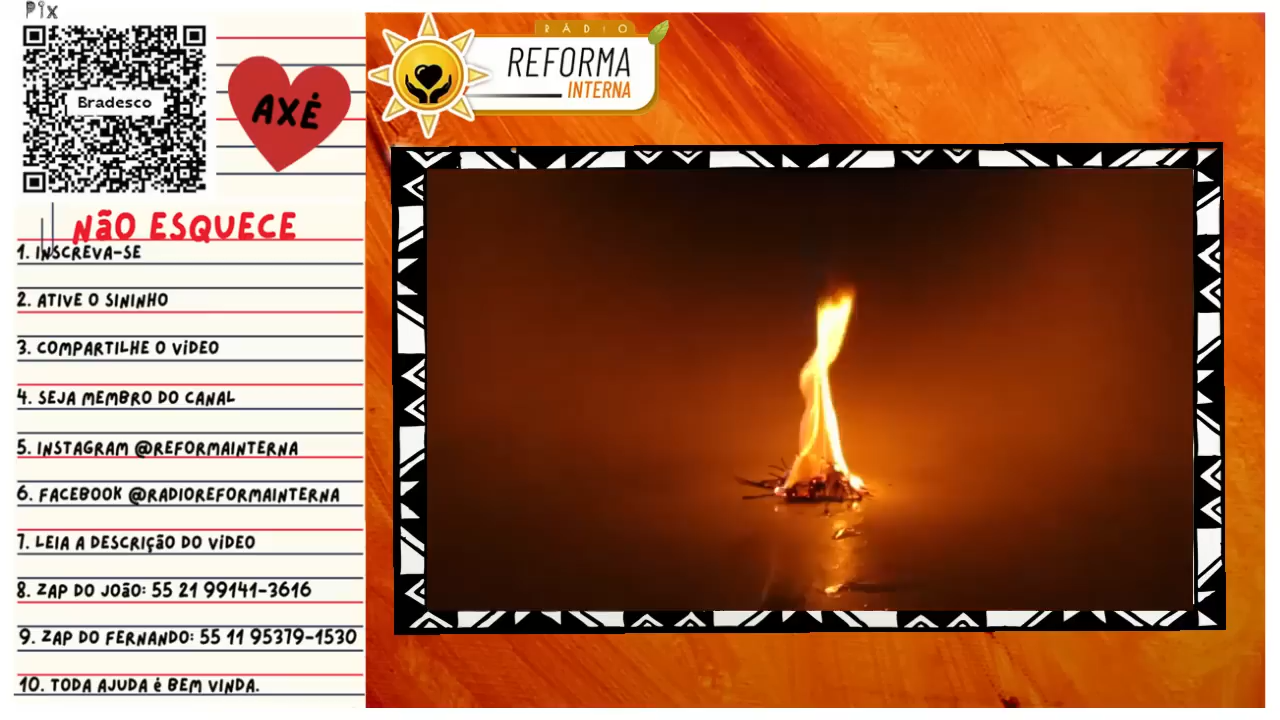 Pix
Bradesco
AXÉ
NãO ESQUECE
1. INSCREVA-SE
2. ATIVE O SININHO
3. COMPARTILHE O VíDEO
4. SEJA MEMBRO DO CANAL
5. INSTAGRAM @REFORMAINTERNA
6. FACEBOOK @RADIOREFORMAINTERNA
7. LEIA A DESCRIÇãO DO VíDEO
8. ZAP DO JOãO: 55 21 99141-3616
9. ZAP DO FERNANDO: 55 11 95379-1530
10. TODA AJUDA é BEM VINDA.
RÁDIO
REFORMA
INTERNA